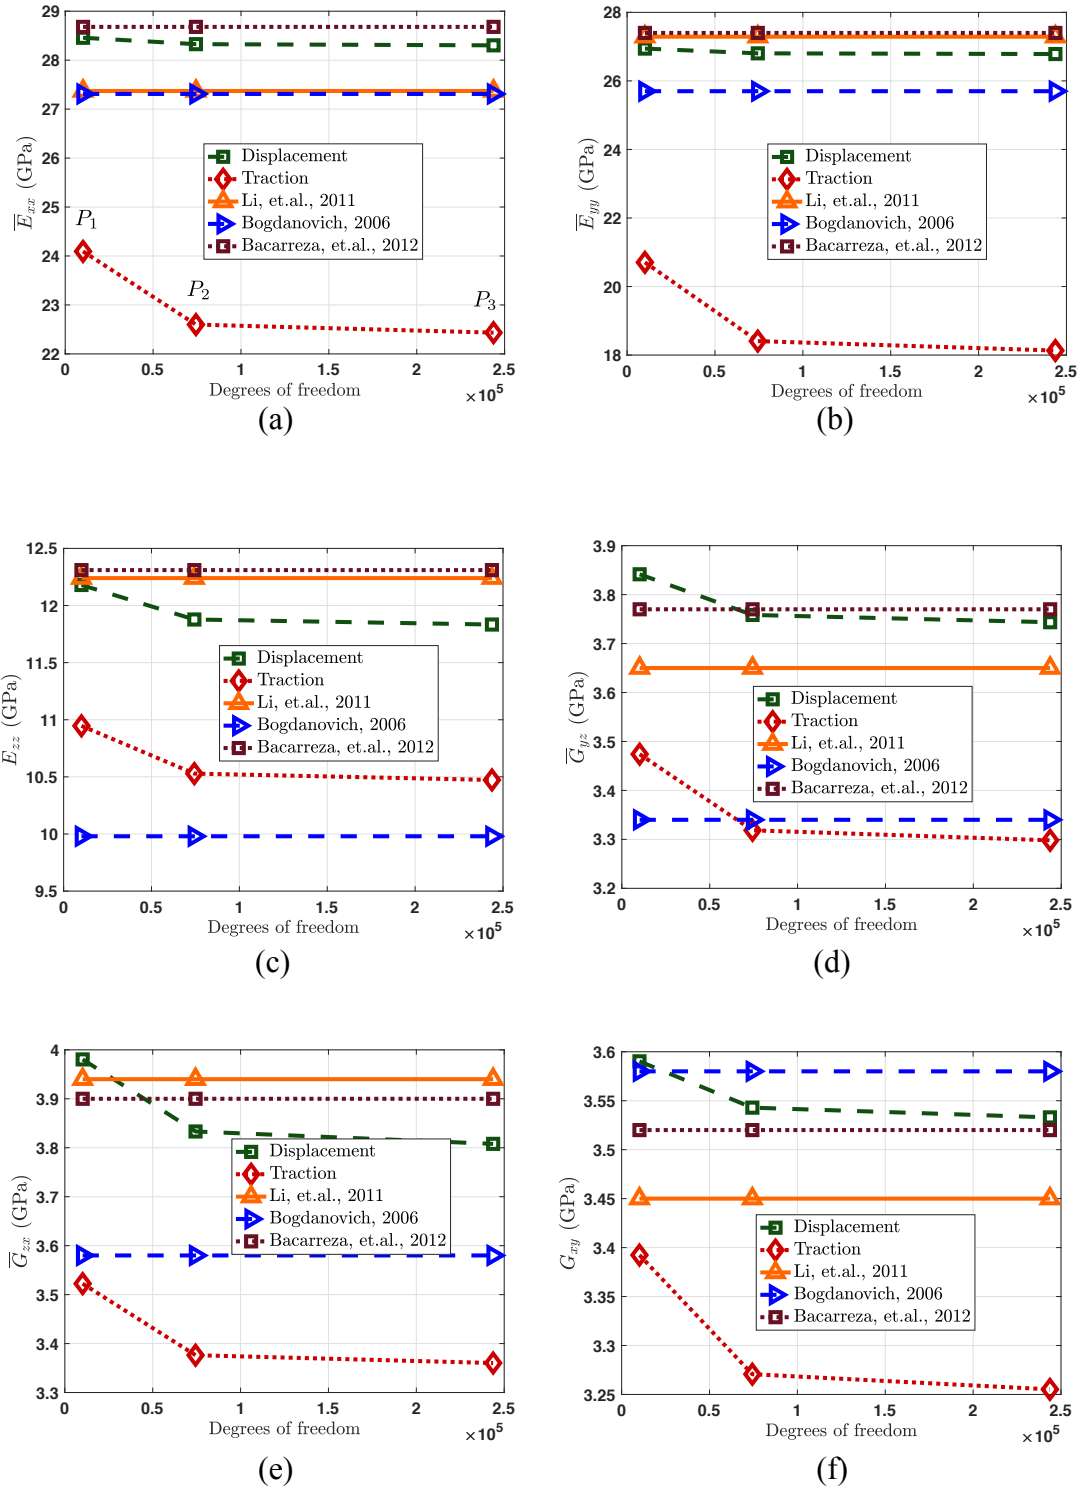 29
28
27
26
25
24
23
22
E̅xx (GPa)
P1
P2
P3
Displacement
Traction
Li, et.al., 2011
Bogdanovich, 2006
Bacarreza, et.al., 2012
0 0.5 1 1.5 2 2.5
Degrees of freedom
×10^5
(a)
28
26
24
22
20
18
E̅yy (GPa)
Displacement
Traction
Li, et.al., 2011
Bogdanovich, 2006
Bacarreza, et.al., 2012
0 0.5 1 1.5 2 2.5
Degrees of freedom
×10^5
(b)
12.5
12
11.5
11
10.5
10
9.5
Ezz (GPa)
Displacement
Traction
Li, et.al., 2011
Bogdanovich, 2006
Bacarreza, et.al., 2012
0 0.5 1 1.5 2 2.5
Degrees of freedom
×10^5
(c)
3.9
3.8
3.7
3.6
3.5
3.4
3.3
3.2
G̅yz (GPa)
Displacement
Traction
Li, et.al., 2011
Bogdanovich, 2006
Bacarreza, et.al., 2012
0 0.5 1 1.5 2 2.5
Degrees of freedom
×10^5
(d)
4
3.9
3.8
3.7
3.6
3.5
3.4
3.3
G̅zx (GPa)
Displacement
Traction
Li, et.al., 2011
Bogdanovich, 2006
Bacarreza, et.al., 2012
0 0.5 1 1.5 2 2.5
Degrees of freedom
×10^5
(e)
3.6
3.55
3.5
3.45
3.4
3.35
3.3
3.25
Gxy (GPa)
Displacement
Traction
Li, et.al., 2011
Bogdanovich, 2006
Bacarreza, et.al., 2012
0 0.5 1 1.5 2 2.5
Degrees of freedom
×10^5
(f)